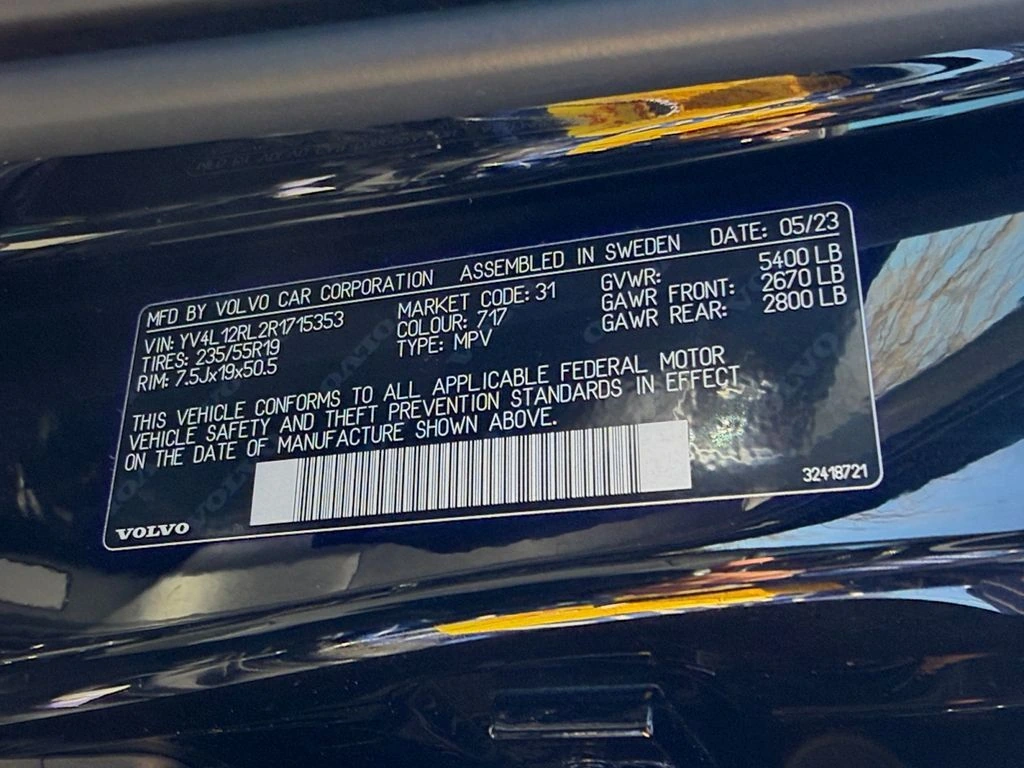 MFD BY VOLVO CAR CORPORATION ASSEMBLED IN SWEDEN DATE: 05/23
VIN: YV4L12RL2R1715353 MARKET CODE: 31 GVWR: 5400 LB
TIRES: 235/55R19 COLOUR: 717 GAWR FRONT: 2670 LB
RIM: 7.5Jx19x50.5 TYPE: MPV GAWR REAR: 2800 LB
THIS VEHICLE CONFORMS TO ALL APPLICABLE FEDERAL MOTOR
VEHICLE SAFETY AND THEFT PREVENTION STANDARDS IN EFFECT
ON THE DATE OF MANUFACTURE SHOWN ABOVE.
VOLVO 32418721